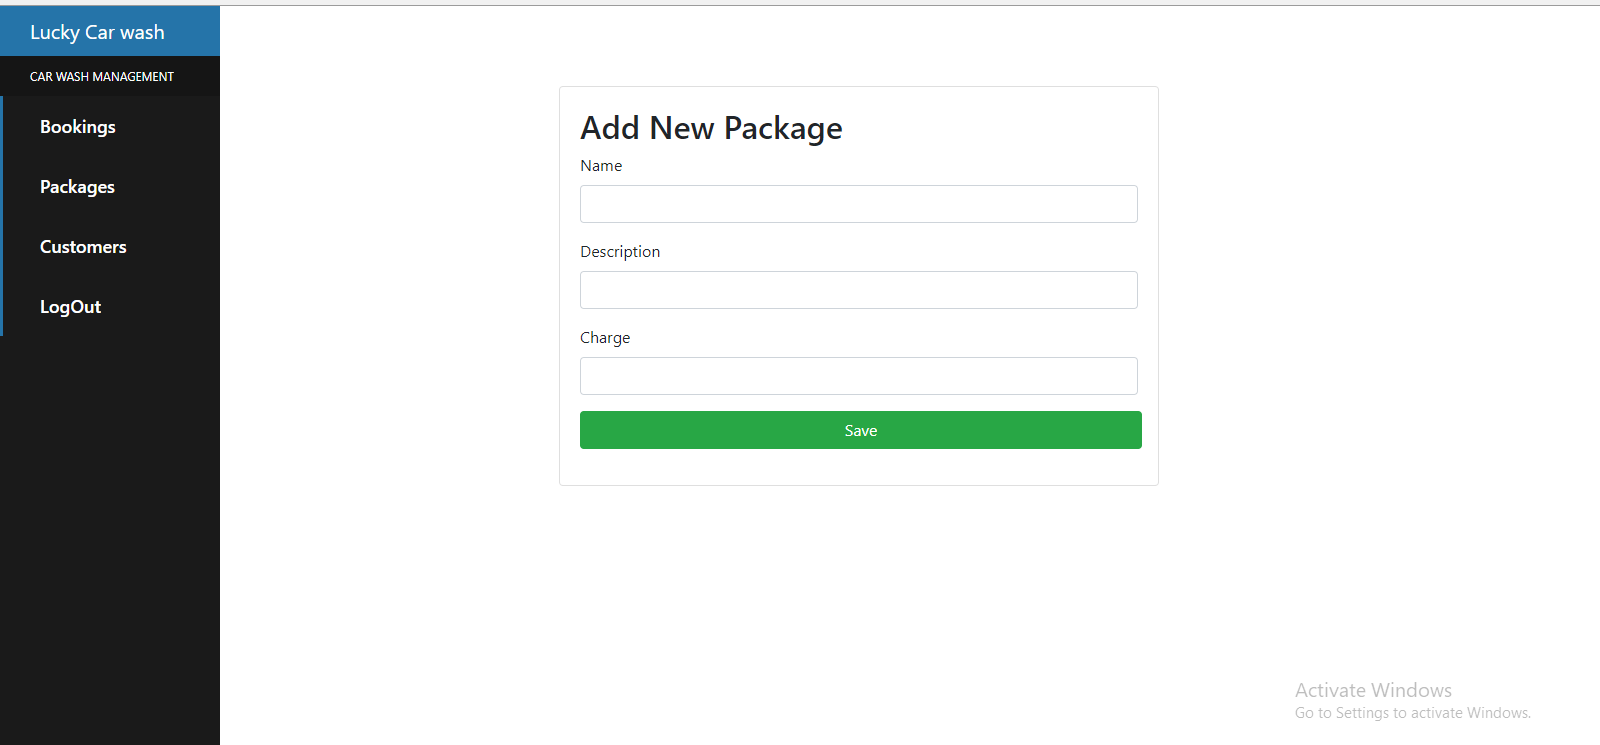 Lucky Car wash
CAR WASH MANAGEMENT
Bookings
Packages
Customers
LogOut
Add New Package
Name
Description
Charge
Save
Activate Windows
Go to Settings to activate Windows.